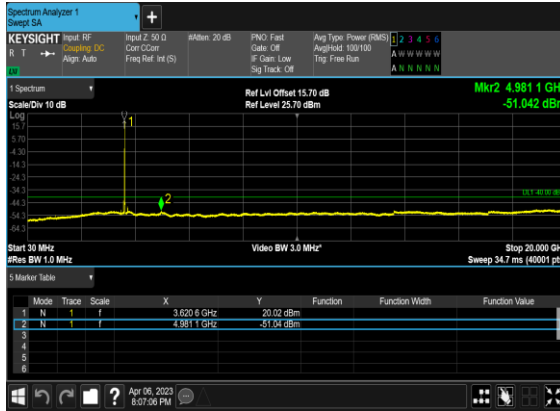 Spectrum Analyzer 1
Swept SA
+
KEYSIGHT Input: RF Input Z: 50 Ω #Atten: 20 dB PNO: Fast Avg Type: Power (RMS) 1 2 3 4 5 6
R T Coupling: DC Corr CCorr Gate: Off Avg|Hold: 100/100 A W W W W W
Align: Auto Freq Ref: Int (S) IF Gain: Low Trig: Free Run
Sig Track: Off A N N N N N
1 Spectrum Ref Lvl Offset 15.70 dB Mkr2 4.981 1 GH
Scale/Div 10 dB Ref Level 25.70 dBm -51.042 dB
Log
15.7
5.70
-4.30
-14.3
-24.3
-34.3
-44.3
-54.3
-64.3
1
2
Start 30 MHz Video BW 3.0 MHz* Stop 20.000 GH
#Res BW 1.0 MHz Sweep 34.7 ms (40001 pt
5 Marker Table
Mode Trace Scale X Y Function Function Width Function Value
1 N 1 f 3.620 6 GHz 20.02 dBm
2 N 1 f 4.981 1 GHz -51.04 dBm
3
4
5
6
? Apr 06, 2023
8:07:06 PM